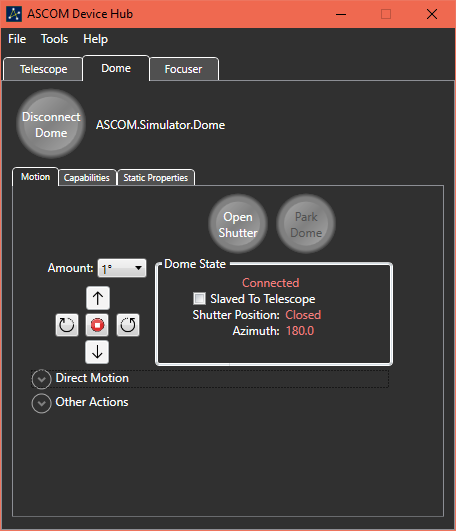 ASCOM Device Hub
File Tools Help
Telescope Dome Focuser
Disconnect
Dome
ASCOM.Simulator.Dome
Motion Capabilities Static Properties
Open
Shutter
Park
Dome
Amount: 1°
Dome State
Connected
Slaved To Telescope
Shutter Position: Closed
Azimuth: 180.0
Direct Motion
Other Actions